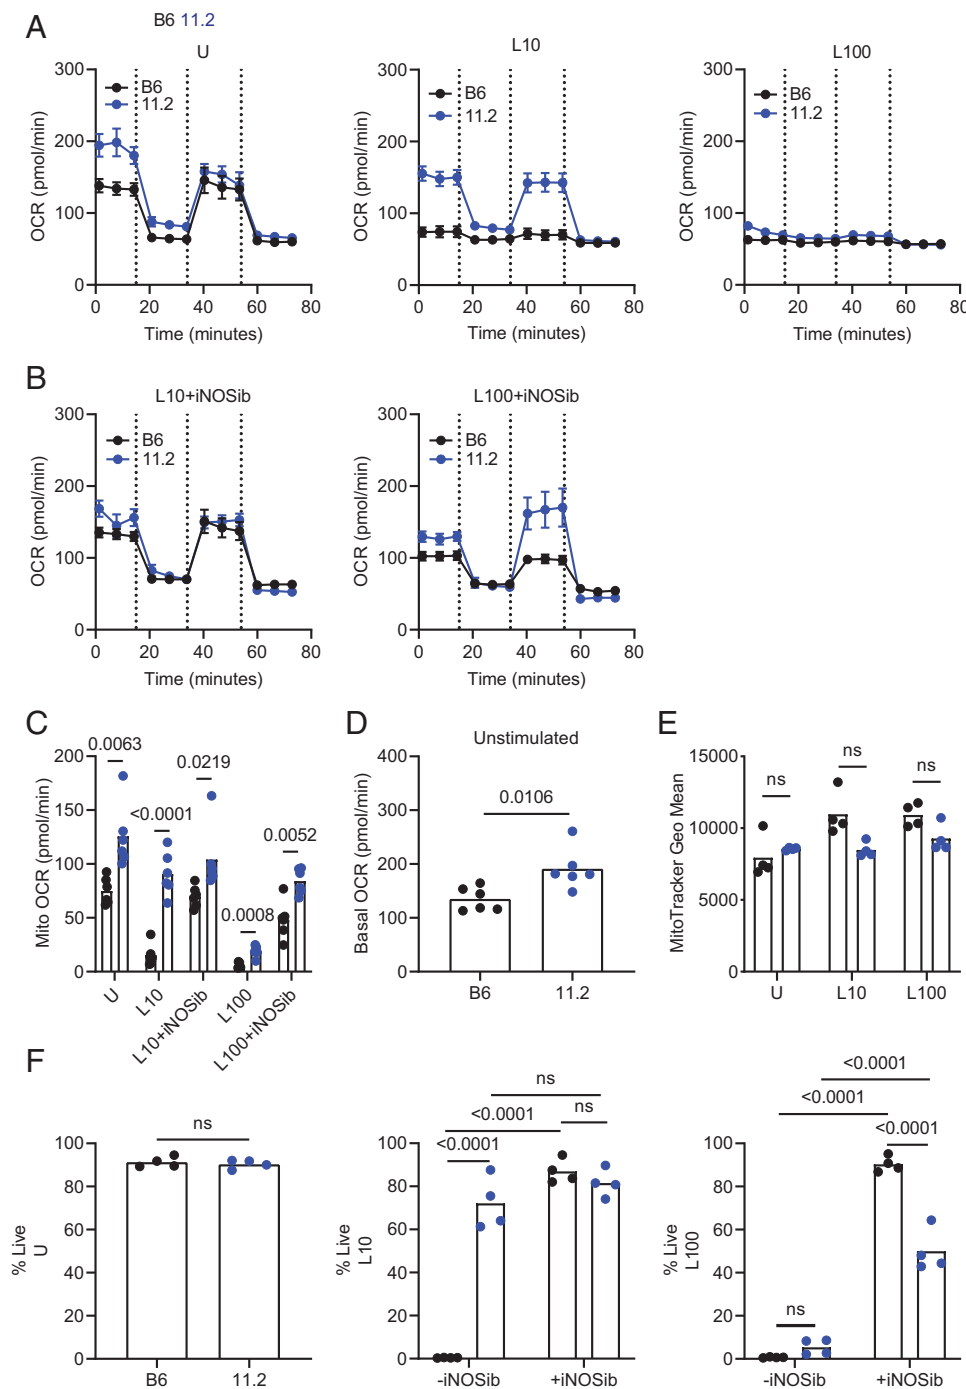 A
B6 11.2
U
300
200
100
0
OCR (pmol/min)
B6
11.2
0 20 40 60 80
Time (minutes)
L10
300
200
100
0
OCR (pmol/min)
B6
11.2
0 20 40 60 80
Time (minutes)
L100
300
200
100
0
OCR (pmol/min)
B6
11.2
0 20 40 60 80
Time (minutes)
B
L10+iNOSib
300
200
100
0
OCR (pmol/min)
B6
11.2
0 20 40 60 80
Time (minutes)
L100+iNOSib
300
200
100
0
OCR (pmol/min)
B6
11.2
0 20 40 60 80
Time (minutes)
C
0.0063
<0.0001
0.0219
0.0008
0.0052
200
150
100
50
0
Mito OCR (pmol/min)
U
L10
L10+iNOSib
L100
L100+iNOSib
D
Unstimulated
0.0106
400
300
200
100
0
Basal OCR (pmol/min)
B6 11.2
E
15000
10000
5000
0
MitoTracker Geo Mean
ns
ns
ns
U L10 L100
F
ns
100
80
60
40
20
0
% Live
U
B6 11.2
ns
<0.0001
ns
<0.0001
100
80
60
40
20
0
% Live
L10
-iNOSib +iNOSib
<0.0001
<0.0001
<0.0001
ns
100
80
60
40
20
0
% Live
L100
-iNOSib +iNOSib